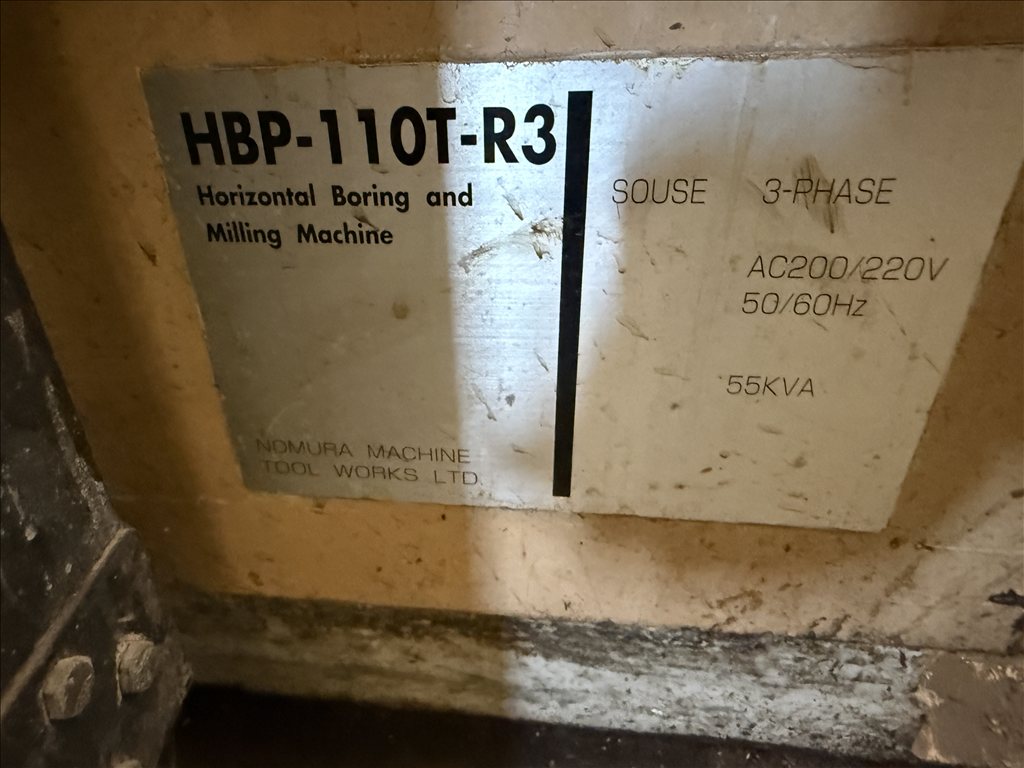 HBP-110T-R3
Horizontal Boring and
Milling Machine
NOMURA MACHINE
TOOL WORKS LTD.
SOUSE 3-PHASE
AC200/220V
50/60Hz
55KVA